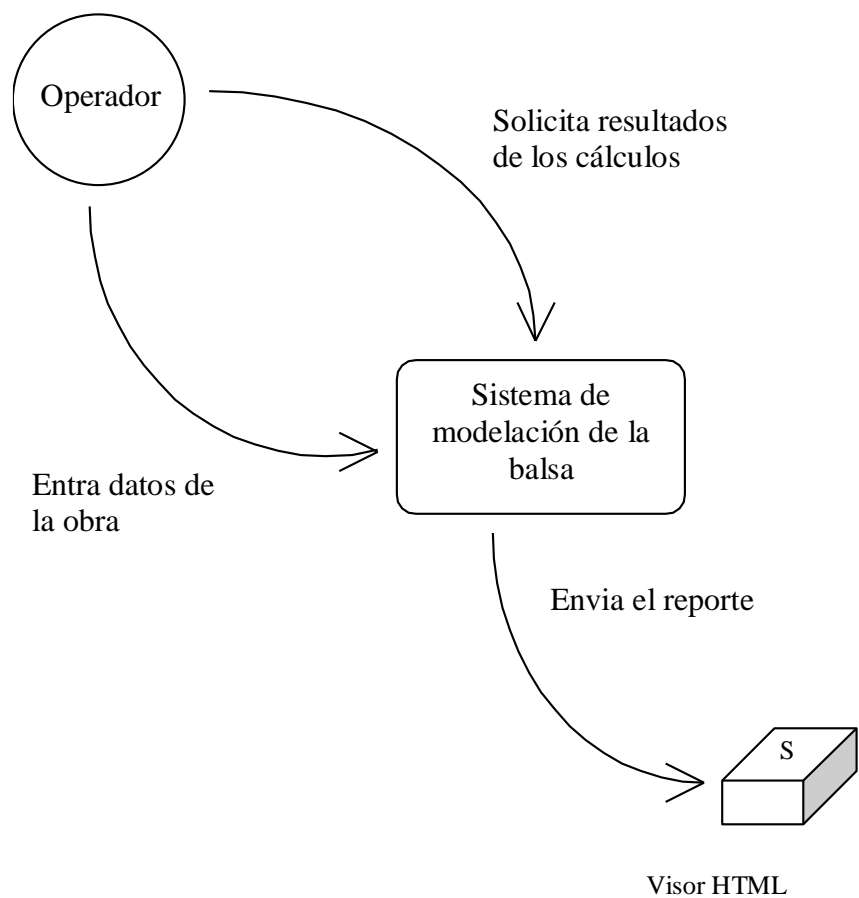 Operador
Solicita resultados
de los cálculos
Sistema de
modelación de la
balsa
Entra datos de
la obra
Envia el reporte
S
Visor HTML